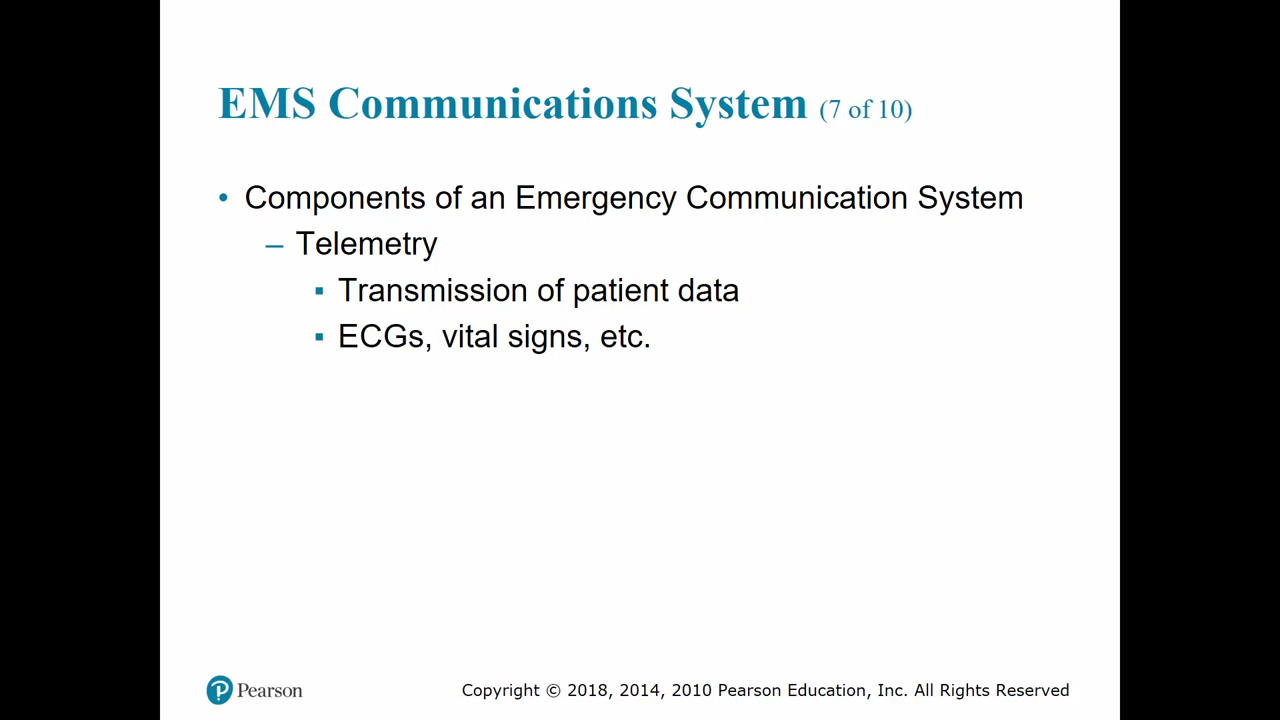 EMS Communications System (7 of 10)
• Components of an Emergency Communication System
– Telemetry
▪ Transmission of patient data
▪ ECGs, vital signs, etc.
Pearson
Copyright © 2018, 2014, 2010 Pearson Education, Inc. All Rights Reserved